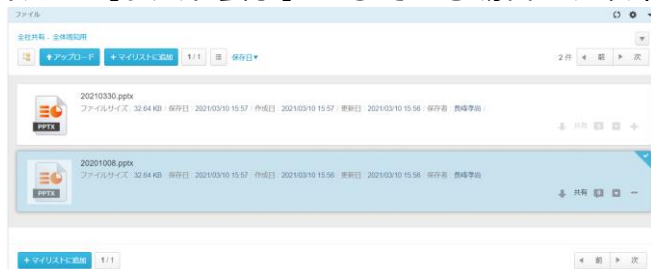 ファイル
全社共有 - 全体周知用
アップロード +マイリストに追加 1/1 保存日▼ 2 件 前 次
20210330.pptx
ファイルサイズ : 32.64 KB 保存日 : 2021/03/10 15:57 作成日 : 2021/03/10 15:57 更新日 : 2021/03/10 15:56 保存者 :
PPTX
共有
20201008.pptx
ファイルサイズ : 32.64 KB 保存日 : 2021/03/10 15:57 作成日 : 2021/03/10 15:56 更新日 : 2021/03/10 15:56 保存者 :
PPTX
共有
+マイリストに追加 1/1 前 次